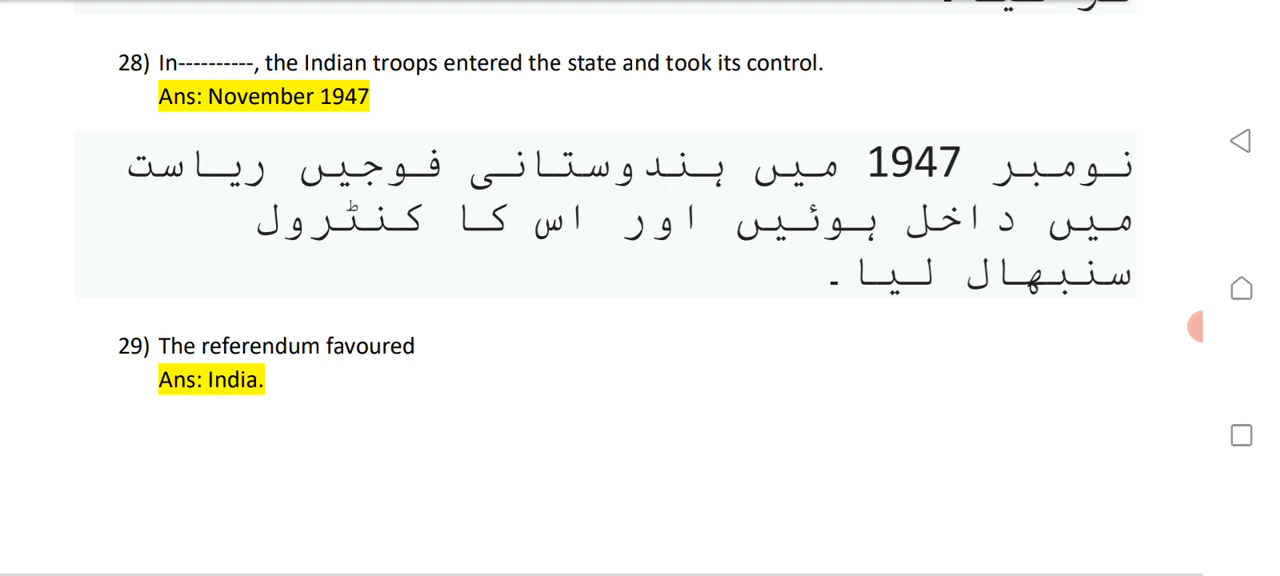 28) In----------, the Indian troops entered the state and took its control.
Ans: November 1947
نومبر 1947 میں ہندوستانی فوجیں ریاست
میں داخل ہوئیں اور اس کا کنٹرول
سنبھال لیا۔
29) The referendum favoured
Ans: India.